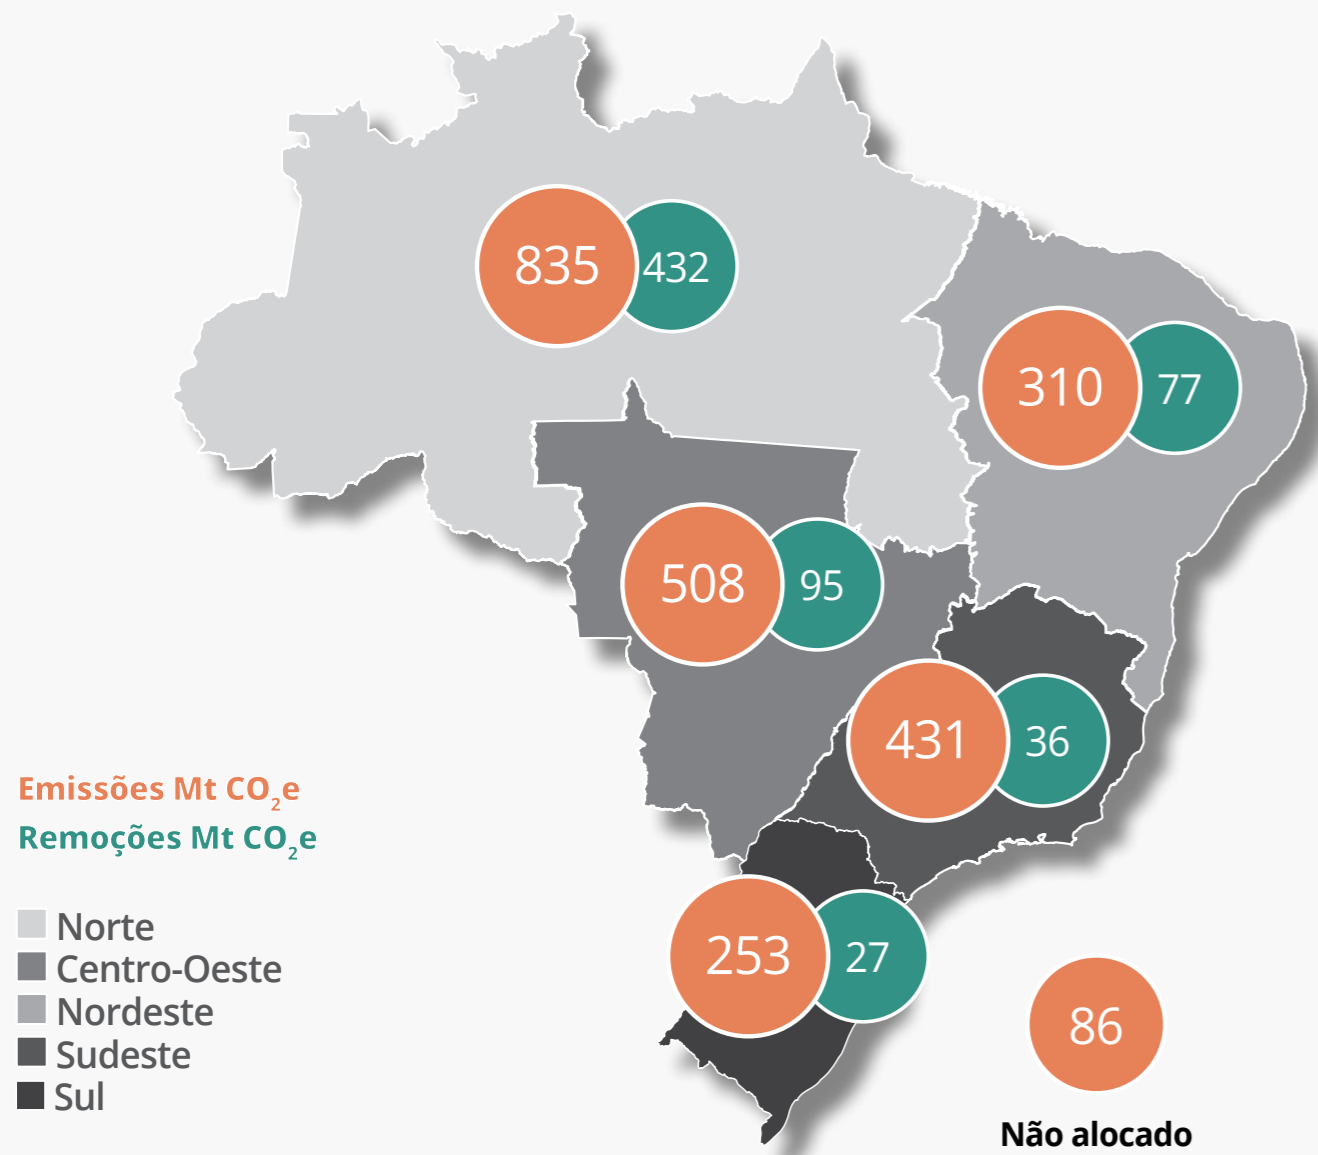 835 432
310 77
508 95
431 36
Emissões Mt CO₂e
Remoções Mt CO₂e
Norte
Centro-Oeste
Nordeste
Sudeste
Sul
253 27
86
Não alocado